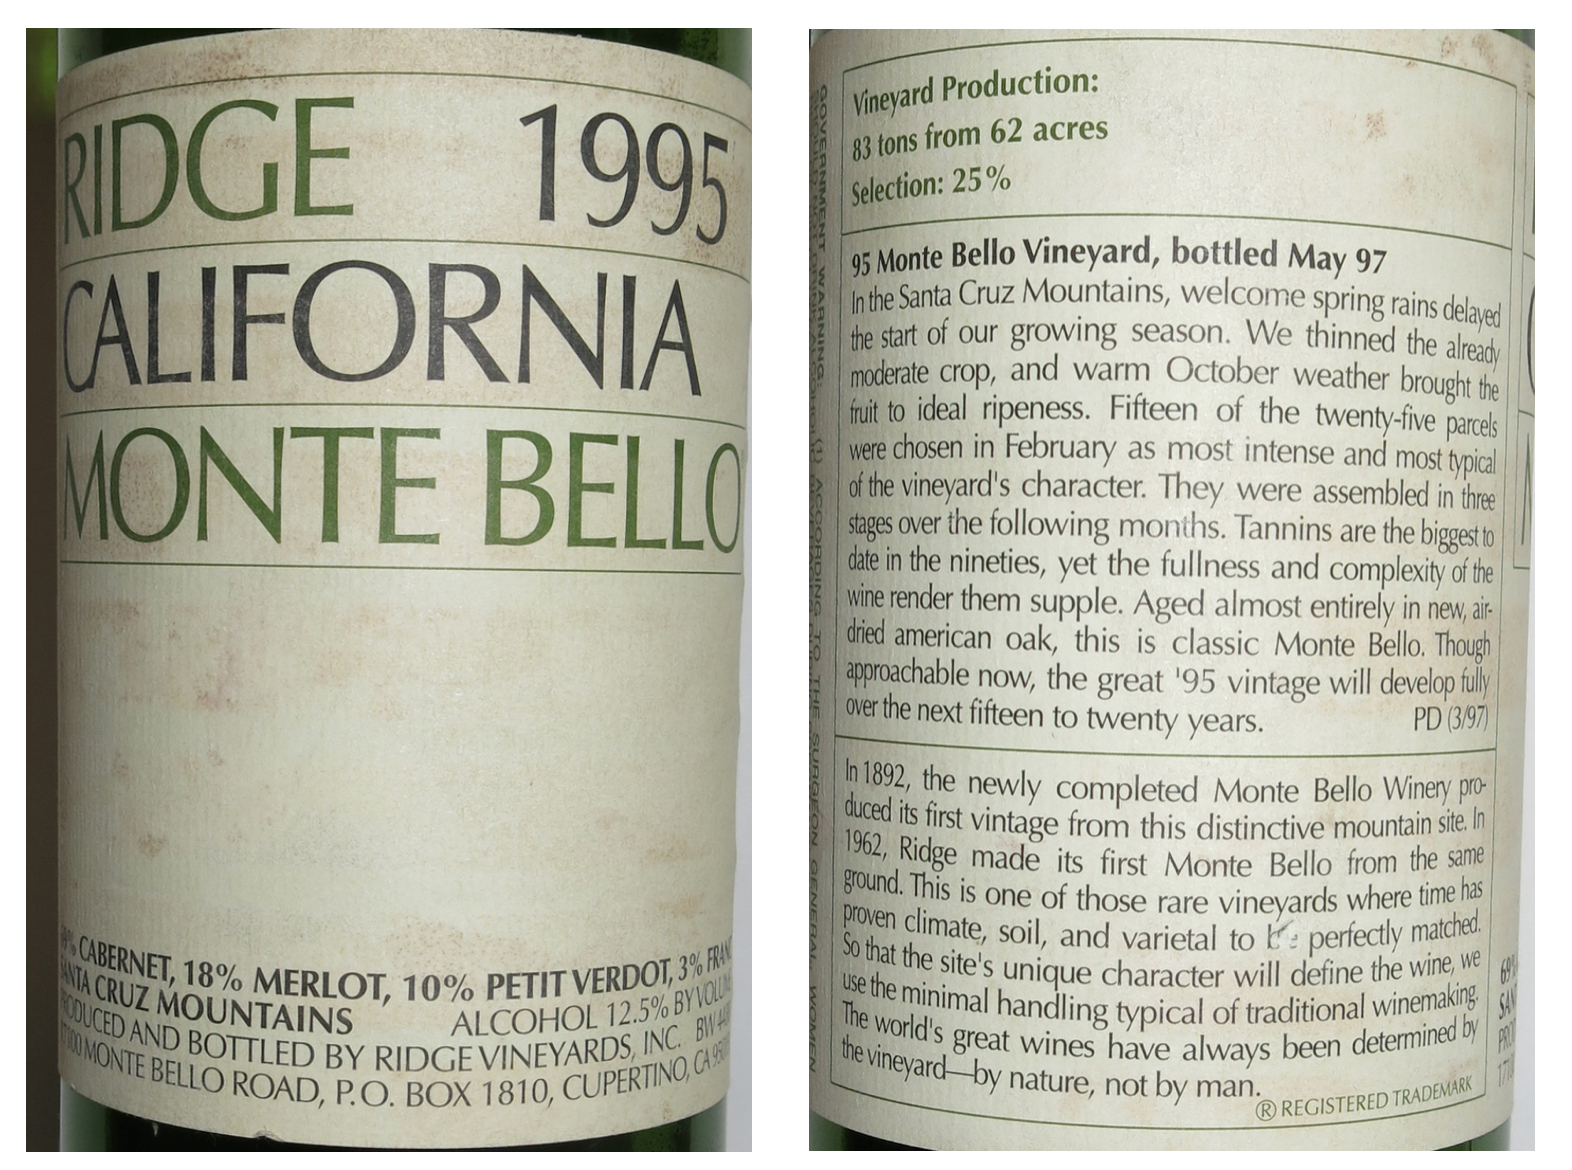 RIDGE 1995
CALIFORNIA
MONTE BELLO
69% CABERNET, 18% MERLOT, 10% PETIT VERDOT, 3% FRANC
SANTA CRUZ MOUNTAINS ALCOHOL 12.5% BY VOLUME
PRODUCED AND BOTTLED BY RIDGE VINEYARDS, INC. BW
MONTE BELLO ROAD, P.O. BOX 1810, CUPERTINO, CA
Vineyard Production:
83 tons from 62 acres
Selection: 25%
95 Monte Bello Vineyard, bottled May 97
In the Santa Cruz Mountains, welcome spring rains delayed
the start of our growing season. We thinned the already
moderate crop, and warm October weather brought the
fruit to ideal ripeness. Fifteen of the twenty-five parcels
were chosen in February as most intense and most typical
of the vineyard's character. They were assembled in three
stages over the following months. Tannins are the biggest to
date in the nineties, yet the fullness and complexity of the
wine render them supple. Aged almost entirely in new, air-
dried american oak, this is classic Monte Bello. Though
approachable now, the great '95 vintage will develop fully
over the next fifteen to twenty years. PD (3/97)
In 1892, the newly completed Monte Bello Winery pro-
duced its first vintage from this distinctive mountain site. In
1962, Ridge made its first Monte Bello from the same
ground. This is one of those rare vineyards where time has
proven climate, soil, and varietal to be perfectly matched.
So that the site's unique character will define the wine, we
use the minimal handling typical of traditional winemaking.
The world's great wines have always been determined by
the vineyard—by nature, not by man.
® REGISTERED TRADEMARK
GOVERNMENT WARNING: (1) ACCORDING TO THE SURGEON GENERAL, WOMEN
69%